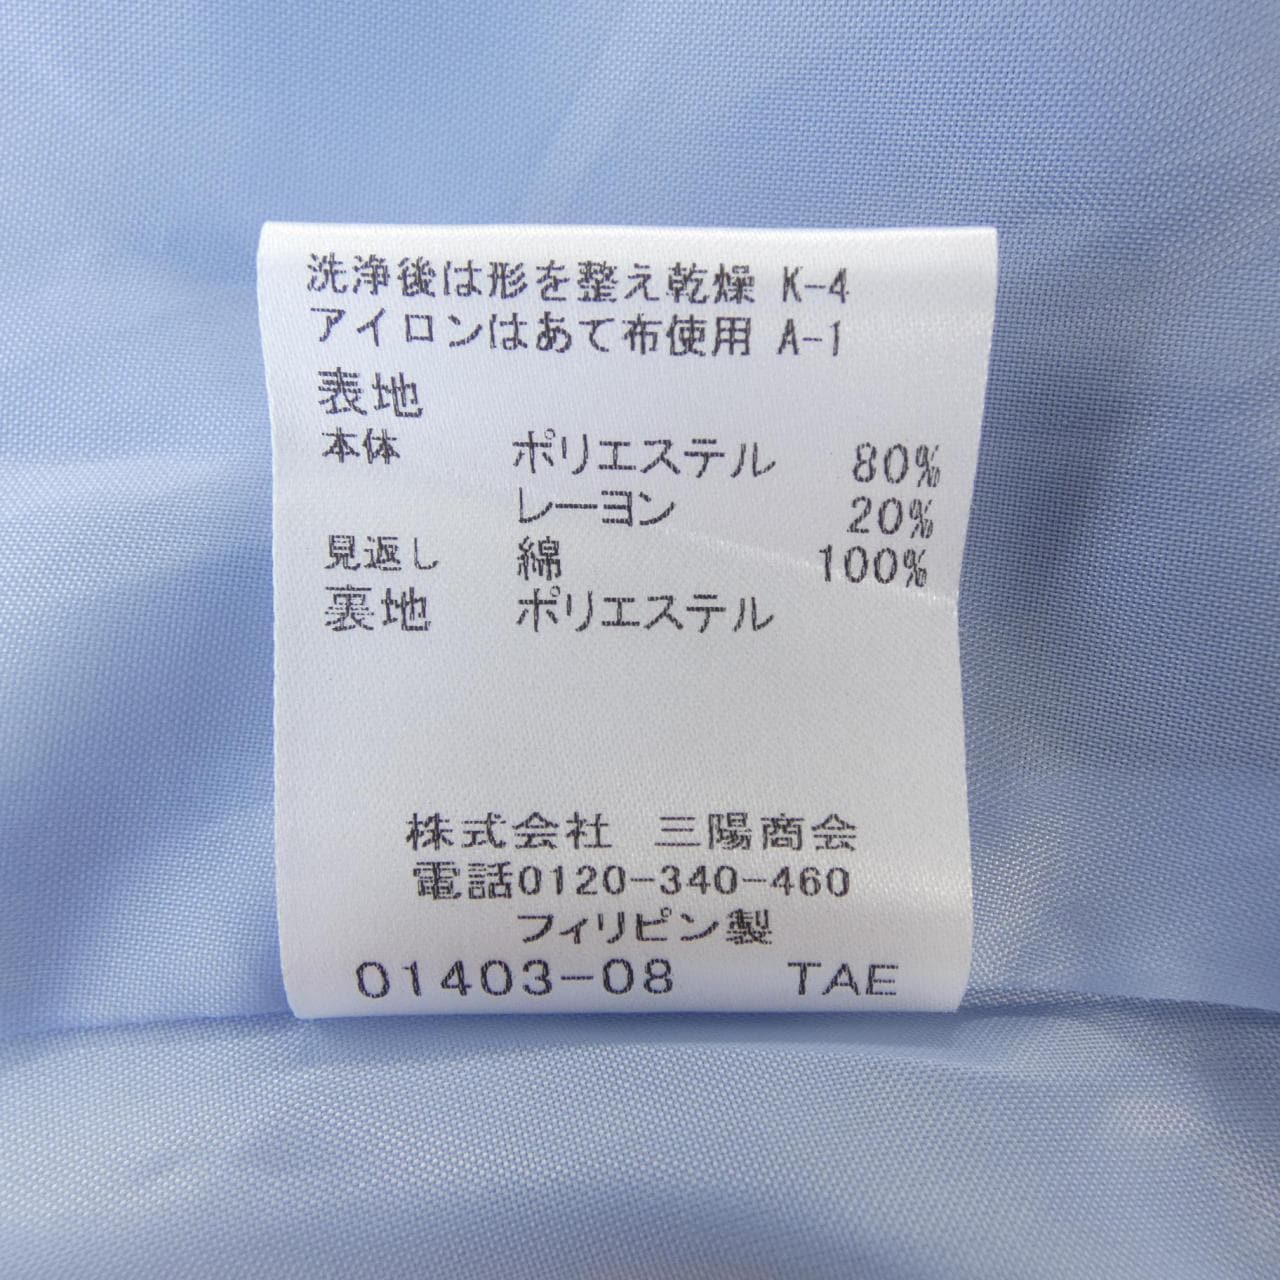 洗浄後は形を整え乾燥 K-4
アイロンはあて布使用 A-1
表地
本体 ポリエステル 80%
レーヨン 20%
見返し 綿 100%
裏地 ポリエステル
株式会社 三陽商会
電話0120-340-460
フィリピン製
01403-08 TAE